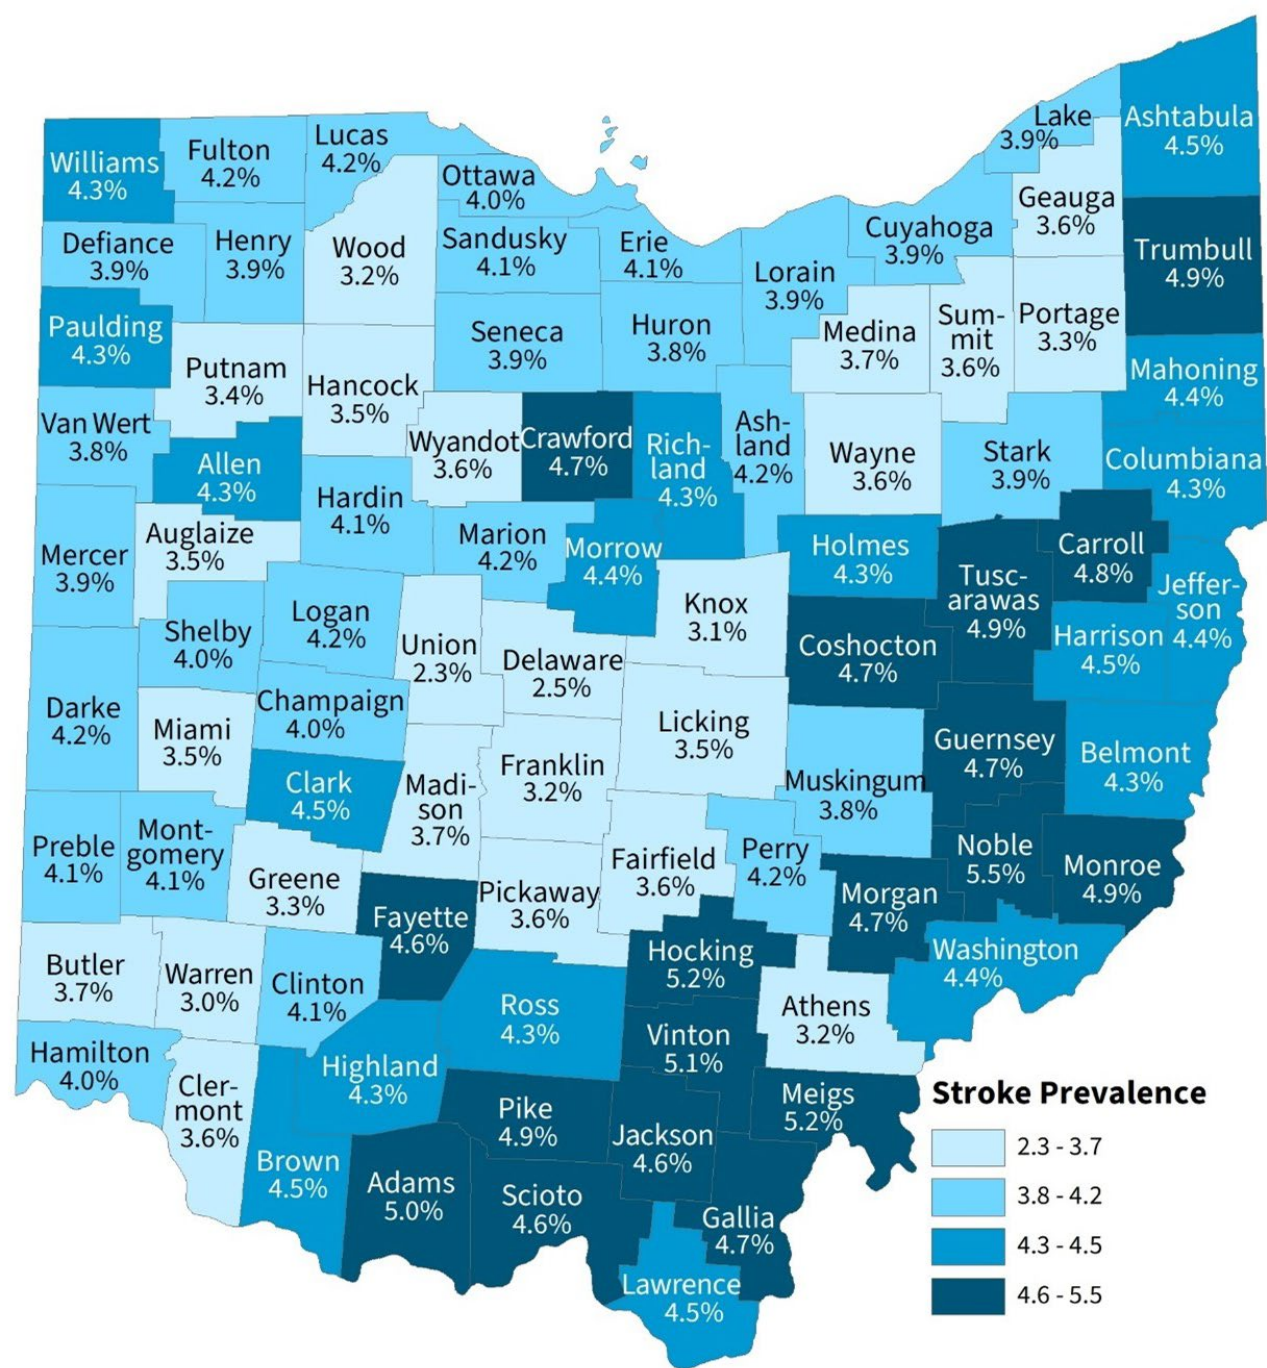 Lake
3.9%
Ashtabula
4.5%
Williams
4.3%
Fulton
4.2%
Lucas
4.2%
Ottawa
4.0%
Geauga
3.6%
Defiance
3.9%
Henry
3.9%
Wood
3.2%
Sandusky
4.1%
Erie
4.1%
Lorain
3.9%
Cuyahoga
3.9%
Trumbull
4.9%
Paulding
4.3%
Putnam
3.4%
Hancock
3.5%
Seneca
3.9%
Huron
3.8%
Medina
3.7%
Sum-
mit
3.6%
Portage
3.3%
Mahoning
4.4%
Van Wert
3.8%
Allen
4.3%
Wyandot
3.6%
Crawford
4.7%
Rich-
land
4.3%
Ash-
land
4.2%
Wayne
3.6%
Stark
3.9%
Columbiana
4.3%
Mercer
3.9%
Auglaize
3.5%
Hardin
4.1%
Marion
4.2%
Morrow
4.4%
Holmes
4.3%
Tusc-
arawas
4.9%
Carroll
4.8%
Jeffer-
son
4.4%
Shelby
4.0%
Logan
4.2%
Union
2.3%
Delaware
2.5%
Knox
3.1%
Coshocton
4.7%
Harrison
4.5%
Darke
4.2%
Miami
3.5%
Champaign
4.0%
Licking
3.5%
Guernsey
4.7%
Belmont
4.3%
Clark
4.5%
Madi-
son
3.7%
Franklin
3.2%
Muskingum
3.8%
Preble
4.1%
Mont-
gomery
4.1%
Greene
3.3%
Fayette
4.6%
Pickaway
3.6%
Fairfield
3.6%
Perry
4.2%
Morgan
4.7%
Noble
5.5%
Monroe
4.9%
Butler
3.7%
Warren
3.0%
Clinton
4.1%
Ross
4.3%
Hocking
5.2%
Athens
3.2%
Washington
4.4%
Hamilton
4.0%
Cler-
mont
3.6%
Highland
4.3%
Vinton
5.1%
Pike
4.9%
Jackson
4.6%
Meigs
5.2%
Brown
4.5%
Adams
5.0%
Scioto
4.6%
Gallia
4.7%
Lawrence
4.5%
Stroke Prevalence
2.3 - 3.7
3.8 - 4.2
4.3 - 4.5
4.6 - 5.5